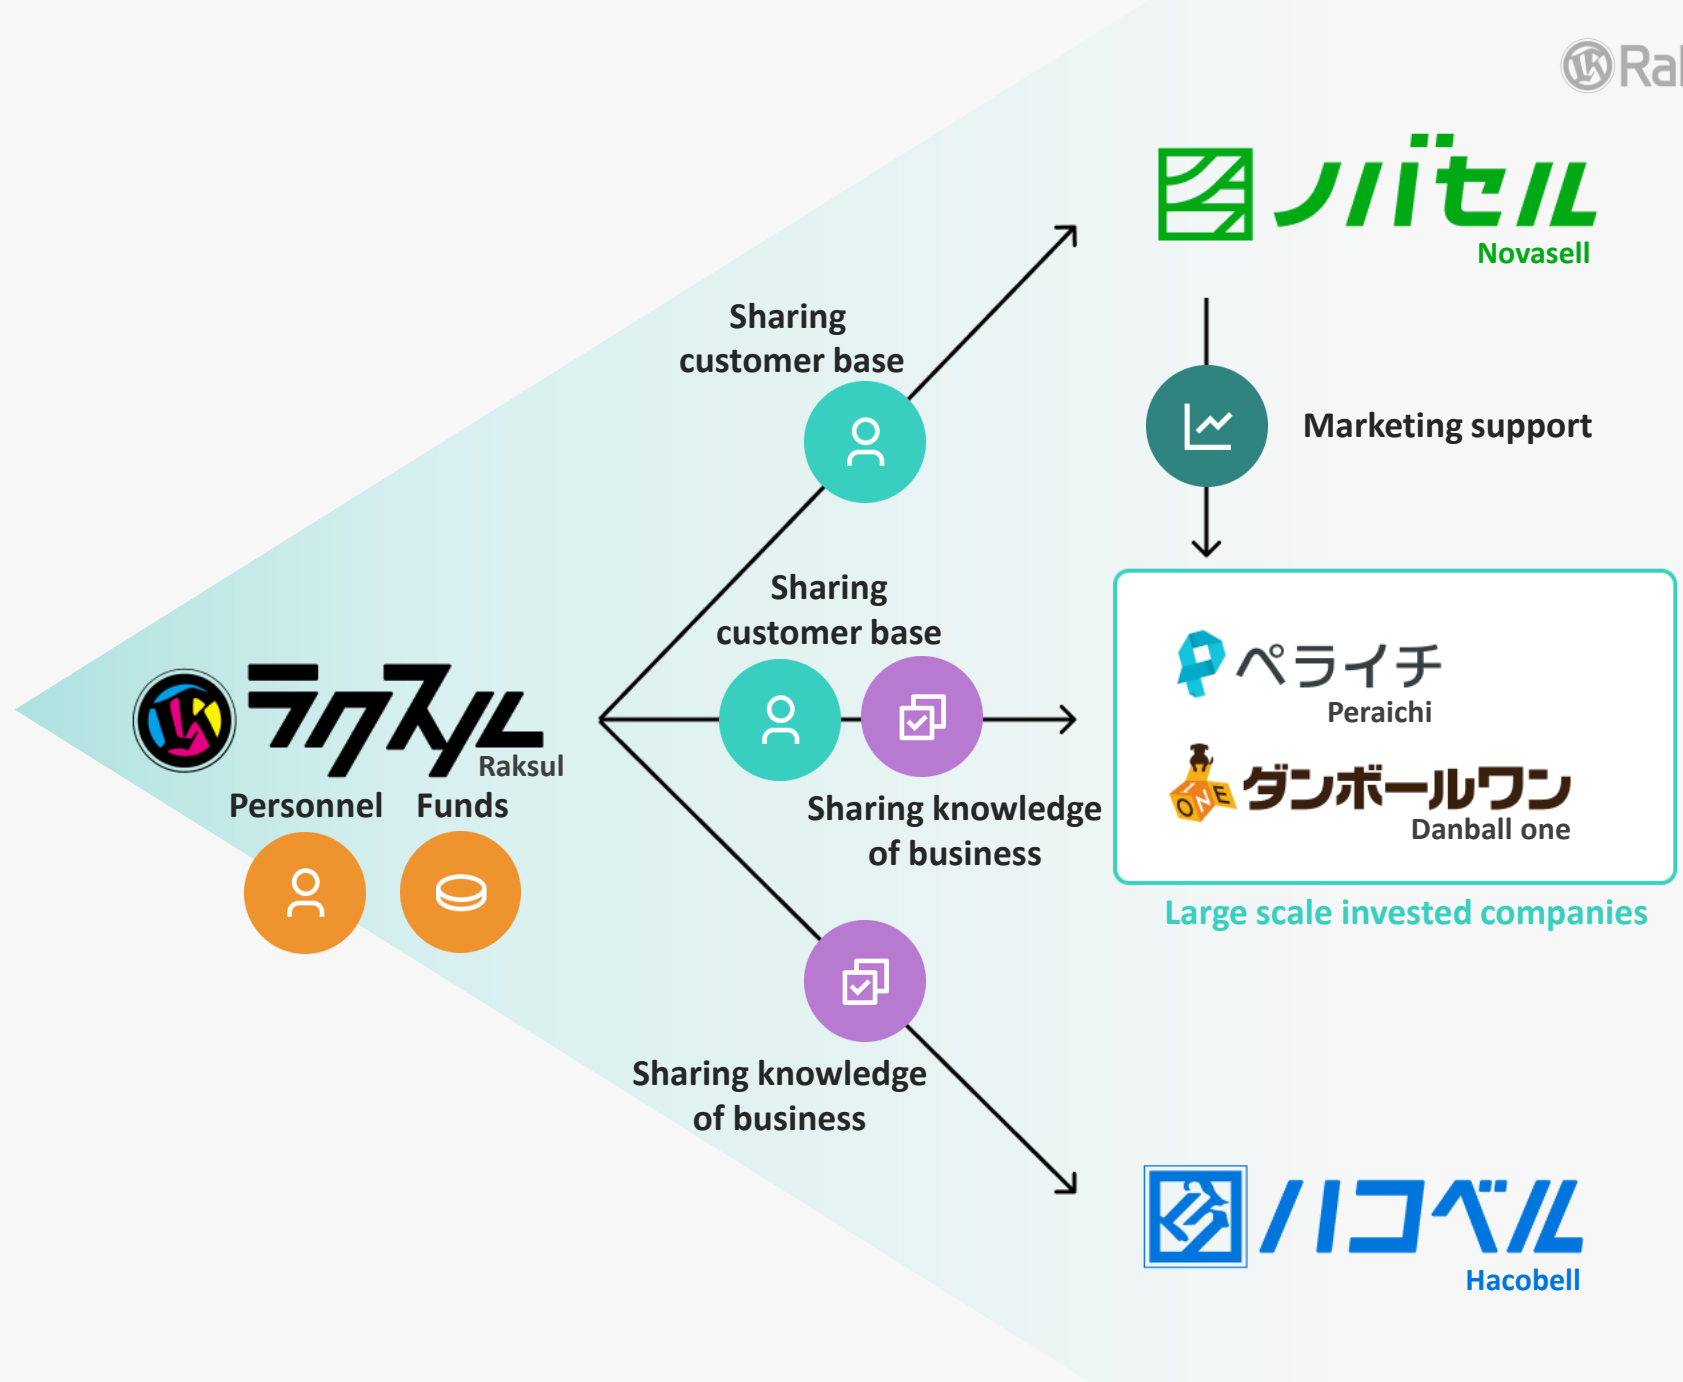 ノバセル
Novasell
Sharing
customer base
Marketing support
Sharing
customer base
ラクスル
Raksul
Personnel Funds
Sharing knowledge
of business
ペライチ
Peraichi
ONE
ダンボールワン
Danball one
Large scale invested companies
Sharing knowledge
of business
ハコベル
Hacobell